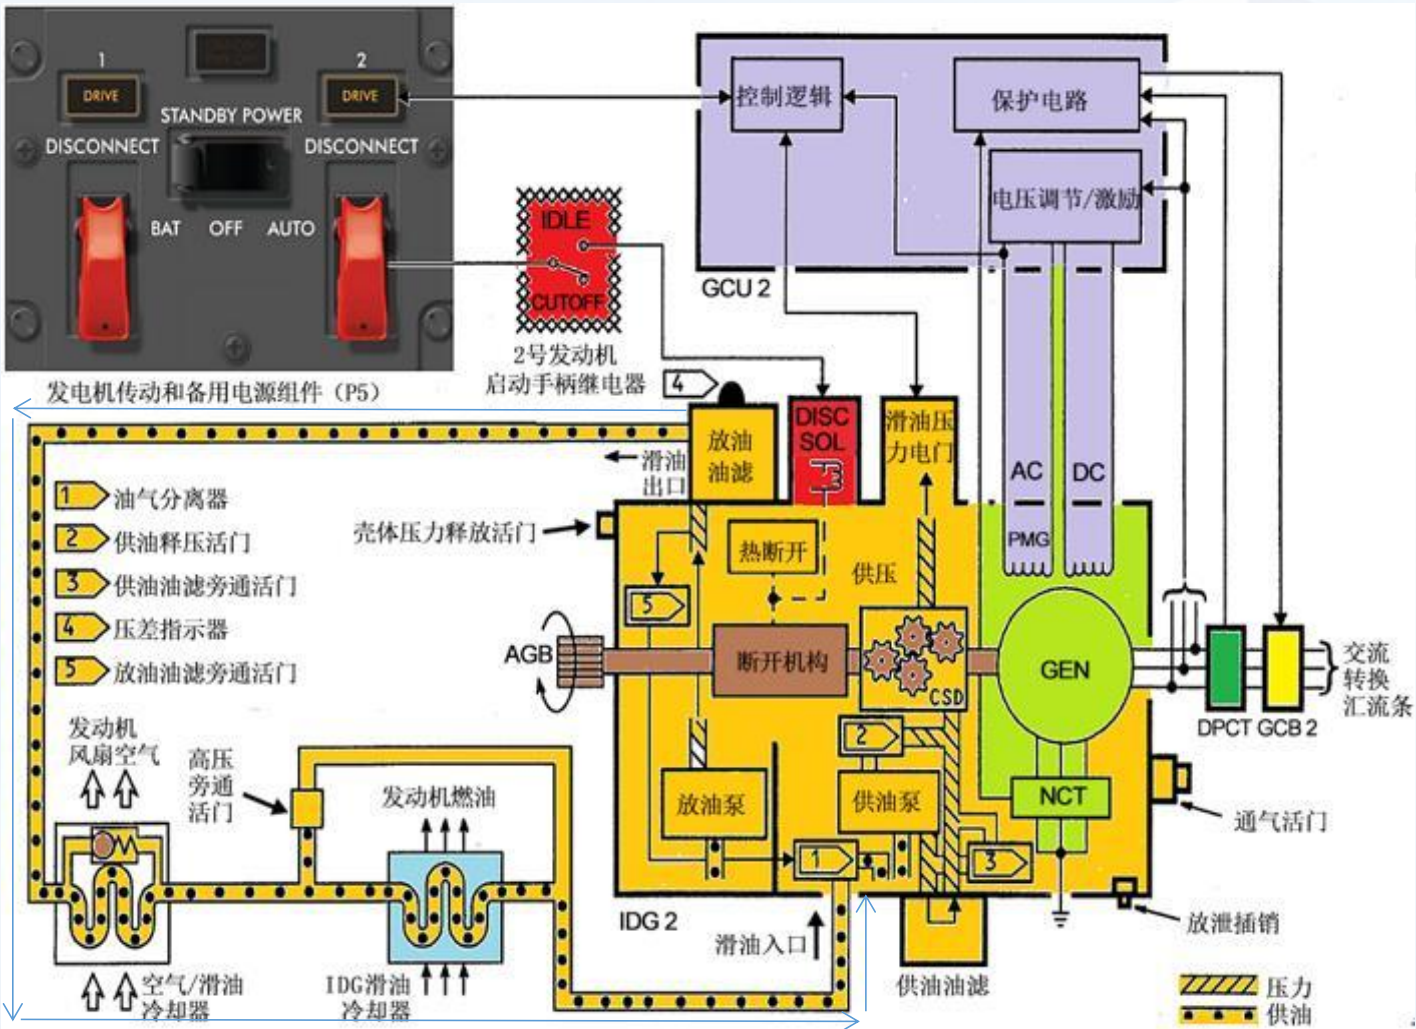 1
2
DRIVE
DRIVE
STANDBY POWER
DISCONNECT
DISCONNECT
BAT
OFF
AUTO
发电机传动和备用电源组件（P5）
IDLE
CUTOFF
2号发动机
启动手柄继电器
4
控制逻辑
保护电路
电压调节/激励
GCU 2
放油
油滤
DISC
SOL
滑油压
力电门
滑油
出口
AC
DC
PMG
1 油气分离器
2 供油释压活门
3 供油油滤旁通活门
4 压差指示器
5 放油油滤旁通活门
壳体压力释放活门
热断开
供压
5
AGB
断开机构
CSD
GEN
交流
转换
汇流条
DPCT
GCB 2
发动机
风扇空气
高压
旁通
活门
发动机燃油
放油泵
2
供油泵
NCT
通气活门
1
3
IDG 2
滑油入口
放泄插销
空气/滑油
冷却器
IDG滑油
冷却器
供油油滤
压力
供油